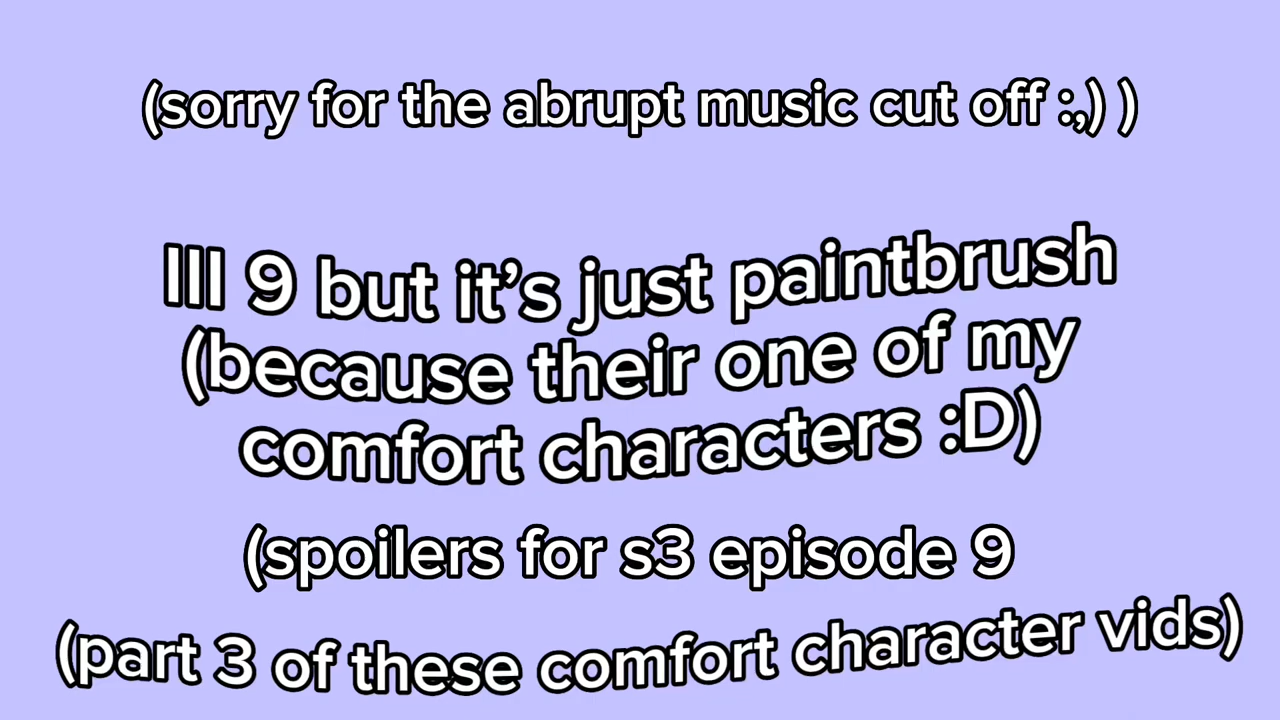 (sorry for the abrupt music cut off :,) )
III 9 but it’s just paintbrush
(because their one of my
comfort characters :D)
(spoilers for s3 episode 9
(part 3 of these comfort character vids)